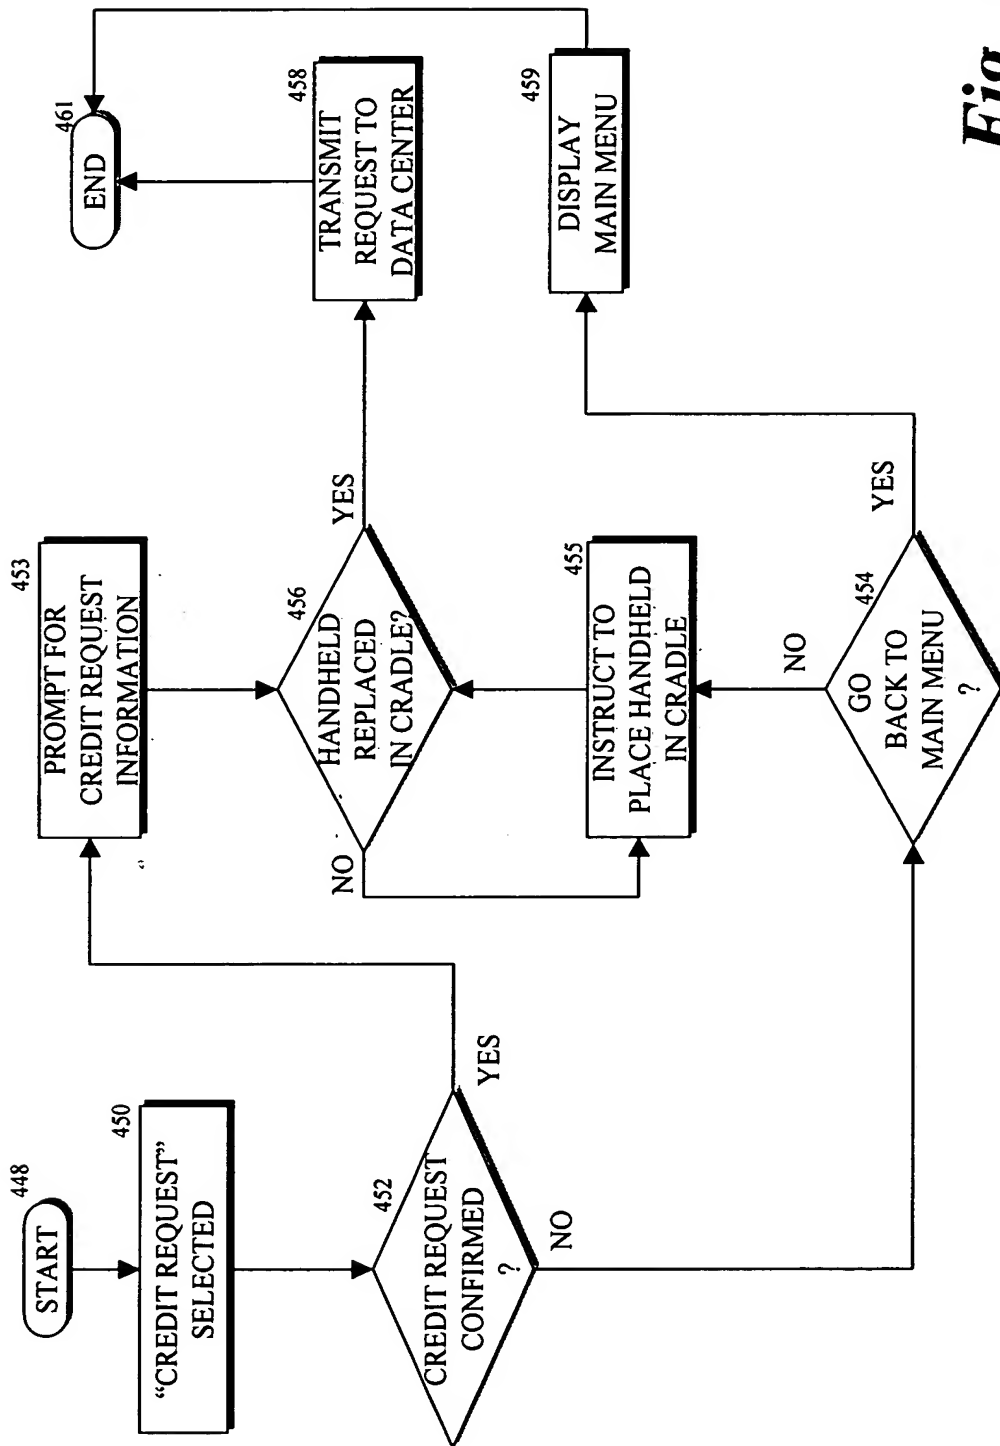 448
START
450
"CREDIT REQUEST"
SELECTED
452
CREDIT REQUEST
CONFIRMED
?
YES
NO
453
PROMPT FOR
CREDIT REQUEST
INFORMATION
456
HANDHELD
REPLACED
IN CRADLE?
YES
NO
455
INSTRUCT TO
PLACE HANDHELD
IN CRADLE
NO
454
GO
BACK TO
MAIN MENU
?
YES
461
END
458
TRANSMIT
REQUEST TO
DATA CENTER
459
DISPLAY
MAIN MENU
Fig